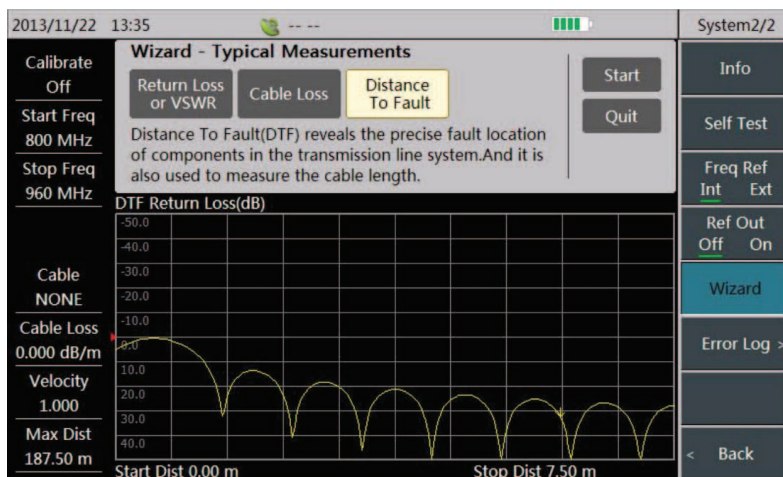 2013/11/22 13:35
-- --
System2/2
Calibrate
Off
Start Freq
800 MHz
Stop Freq
960 MHz
Cable
NONE
Cable Loss
0.000 dB/m
Velocity
1.000
Max Dist
187.50 m
Wizard - Typical Measurements
Return Loss
or VSWR
Cable Loss
Distance
To Fault
Start
Quit
Distance To Fault(DTF) reveals the precise fault location
of components in the transmission line system.And it is
also used to measure the cable length.
DTF Return Loss(dB)
-50.0
-40.0
-30.0
-20.0
-10.0
0.0
10.0
20.0
30.0
40.0
Start Dist 0.00 m
Stop Dist 7.50 m
Info
Self Test
Freq Ref
Int Ext
Ref Out
Off On
Wizard
Error Log >
< Back